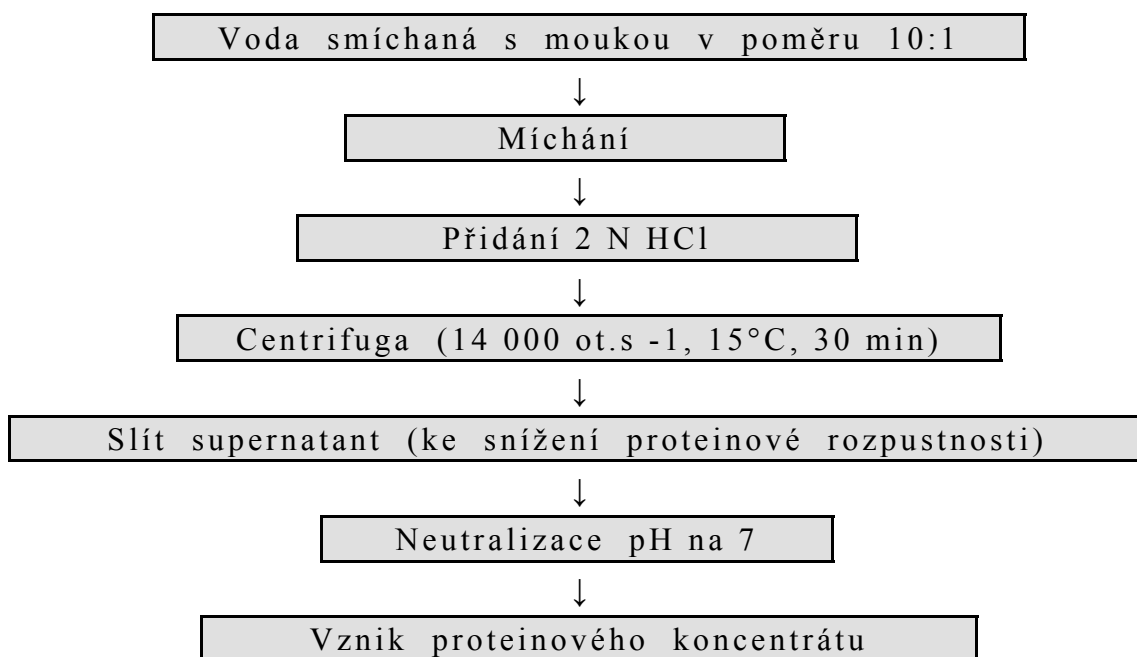 Voda smíchaná s moukou v poměru 10:1
↓
Míchání
↓
Přidání 2 N HCl
↓
Centrifuga (14 000 ot.s -1, 15°C, 30 min)
↓
Slít supernatant (ke snížení proteinové rozpustnosti)
↓
Neutralizace pH na 7
↓
Vznik proteinového koncentrátu